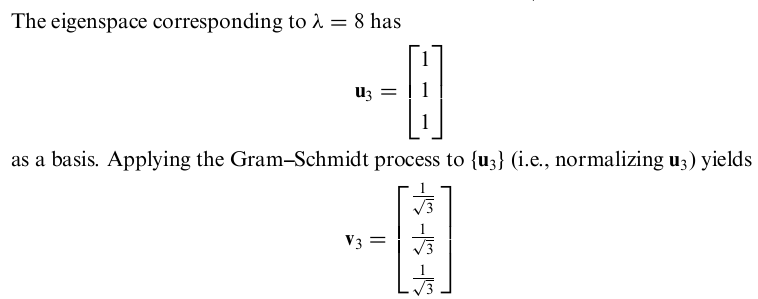 The eigenspace corresponding to λ = 8 has
u₃ = [1
1
1]
as a basis. Applying the Gram–Schmidt process to {u₃} (i.e., normalizing u₃) yields
v₃ = [1/√3
1/√3
1/√3]